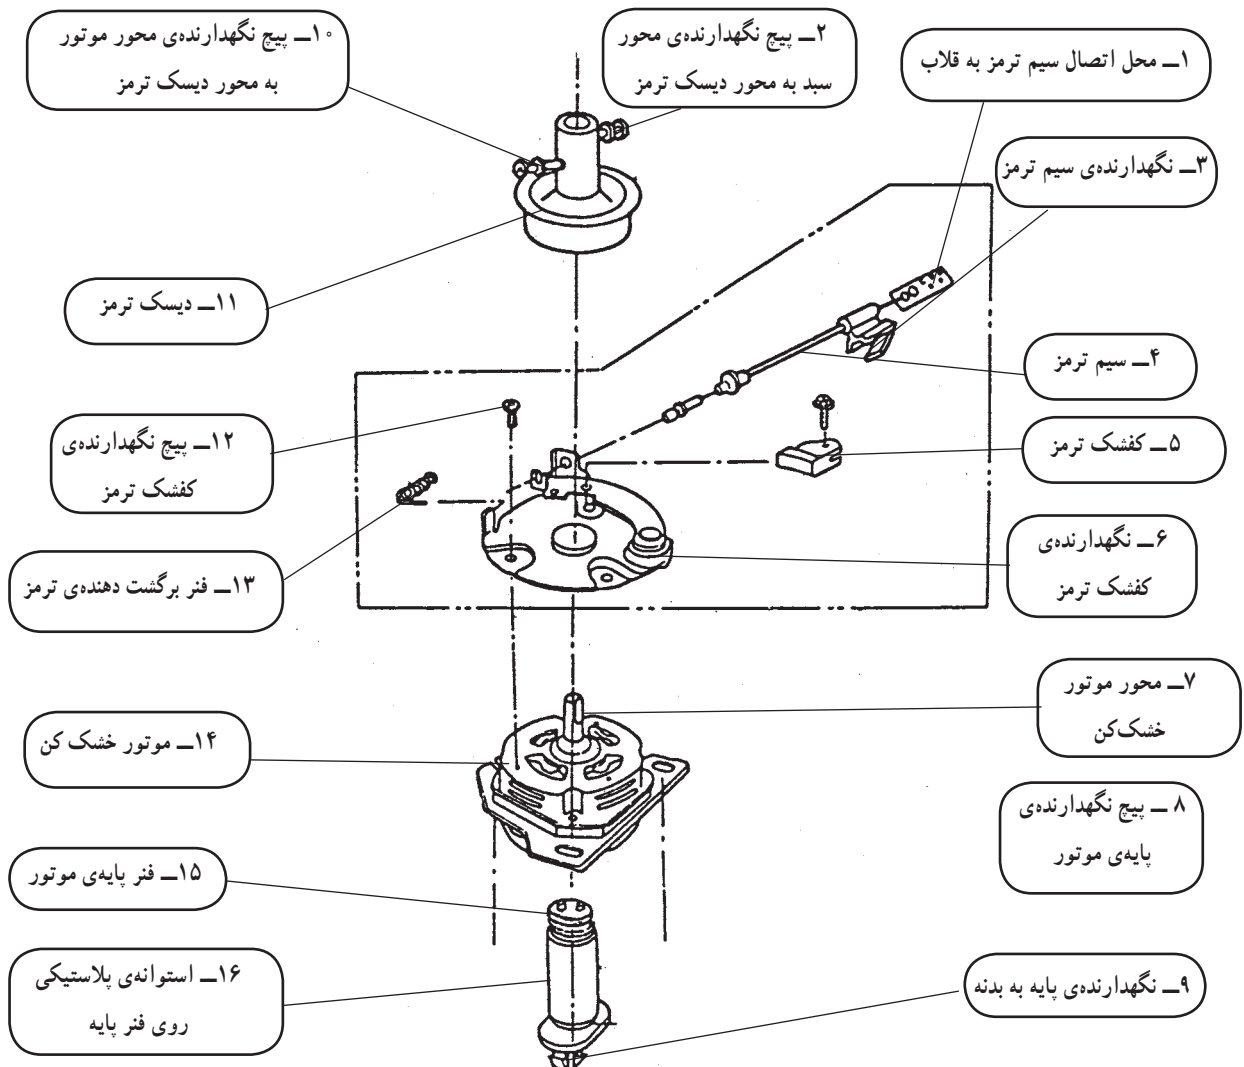 ۱ــ محل اتصال سیم ترمز به قلاب
۲ــ پیچ نگهدارنده‌ی محور
سبد به محور دیسک ترمز
۳ــ نگهدارنده‌ی سیم ترمز
۴ــ سیم ترمز
۵ــ کفشک ترمز
۶ــ نگهدارنده‌ی
کفشک ترمز
۷ــ محور موتور
خشک‌کن
۸ ــ پیچ نگهدارنده‌ی
پایه‌ی موتور
۹ــ نگهدارنده‌ی پایه به بدنه
۱۰ــ پیچ نگهدارنده‌ی محور موتور
به محور دیسک ترمز
۱۱ــ دیسک ترمز
۱۲ــ پیچ نگهدارنده‌ی
کفشک ترمز
۱۳ــ فنر برگشت دهنده‌ی ترمز
۱۴ــ موتور خشک کن
۱۵ــ فنر پایه‌ی موتور
۱۶ــ استوانه‌ی پلاستیکی
روی فنر پایه